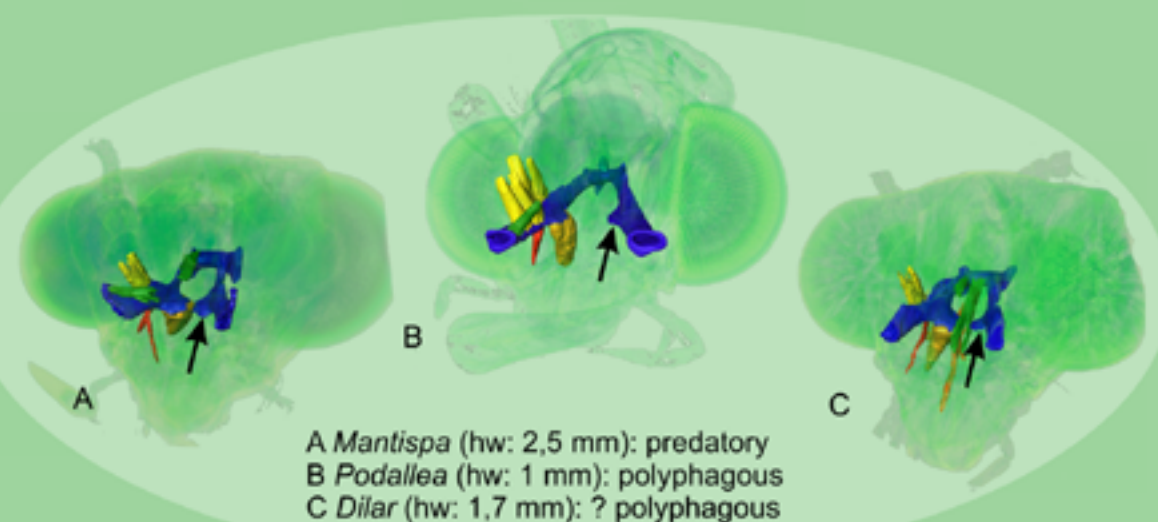 B
A
C
A Mantispa (hw: 2,5 mm): predatory
B Podallea (hw: 1 mm): polyphagous
C Dilar (hw: 1,7 mm): ? polyphagous